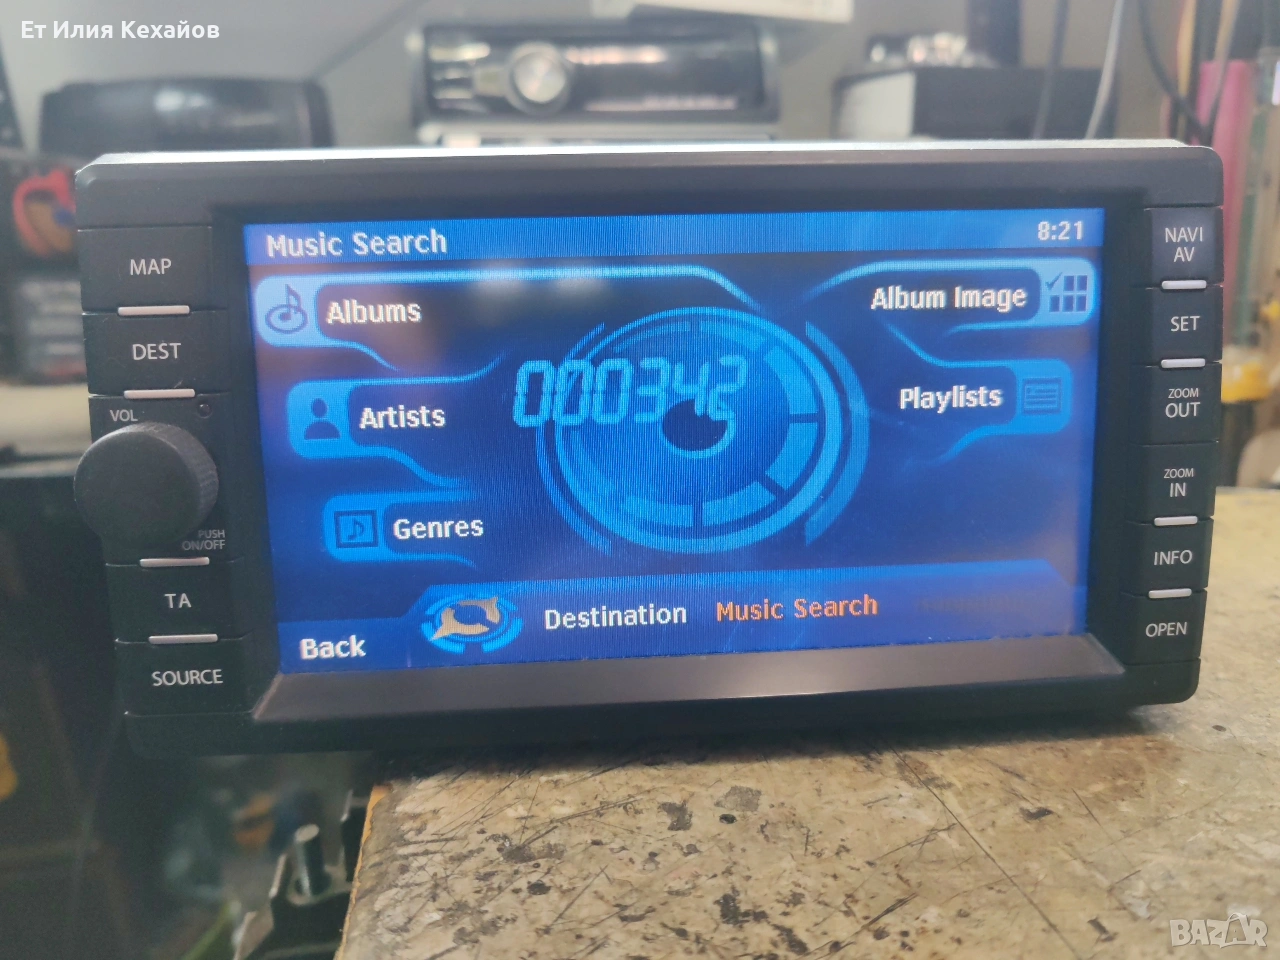 Ет Илия Кехайов
MAP
DEST
VOL
PUSH
ON/OFF
TA
SOURCE
Music Search
8:21
Albums
Album Image
000342
Artists
Playlists
Genres
Destination
Music Search
Back
NAVI
AV
SET
ZOOM
OUT
ZOOM
IN
INFO
OPEN
BAZAR